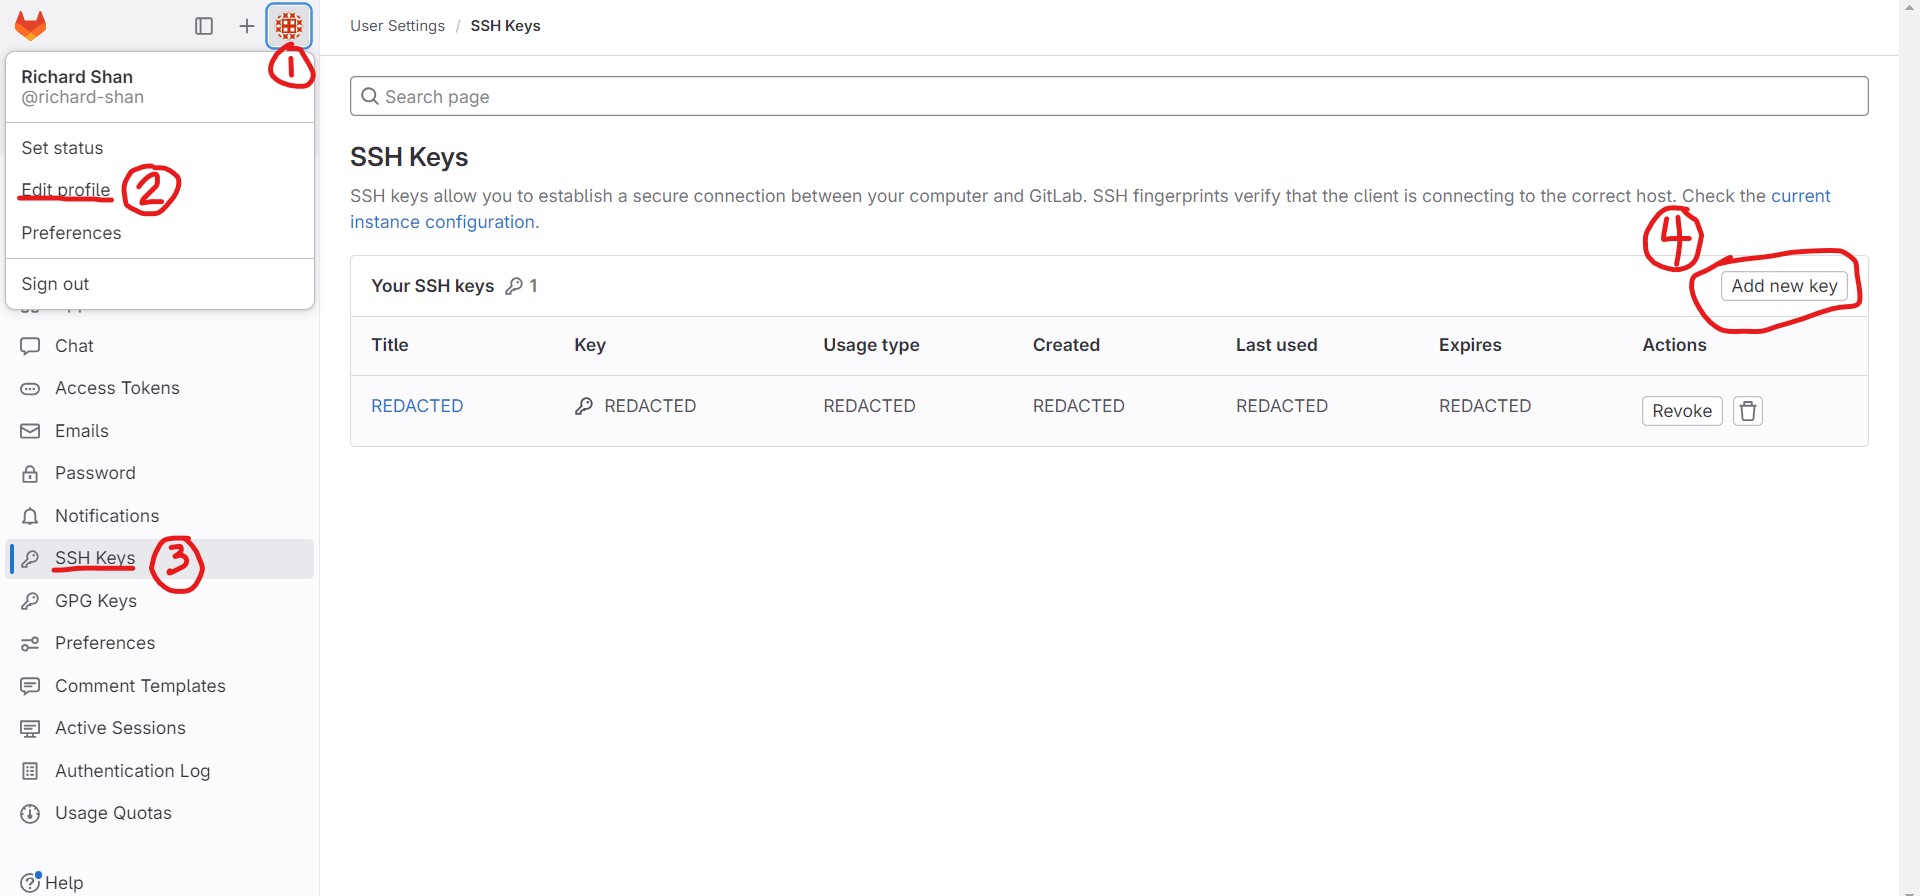 User Settings / SSH Keys
1
Richard Shan
@richard-shan
Set status
Edit profile 2
Preferences
Sign out
Chat
Access Tokens
Emails
Password
Notifications
SSH Keys 3
GPG Keys
Preferences
Comment Templates
Active Sessions
Authentication Log
Usage Quotas
Help
Search page
SSH Keys
SSH keys allow you to establish a secure connection between your computer and GitLab. SSH fingerprints verify that the client is connecting to the correct host. Check the current
instance configuration.
4
Your SSH keys 1 Add new key
Title Key Usage type Created Last used Expires Actions
REDACTED REDACTED REDACTED REDACTED REDACTED REDACTED Revoke